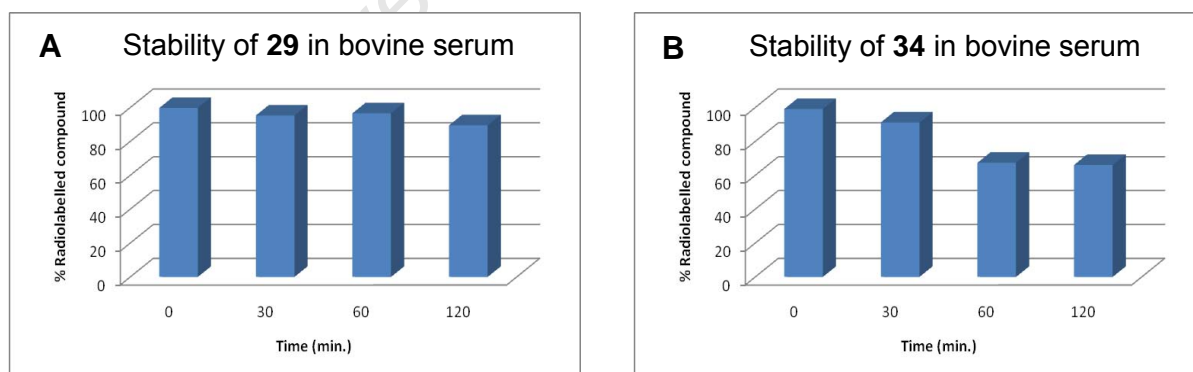 A Stability of 29 in bovine serum
% Radiolabelled compound
100
80
60
40
20
0
0 30 60 120
Time (min.)
B Stability of 34 in bovine serum
% Radiolabelled compound
100
80
60
40
20
0
0 30 60 120
Time (min.)